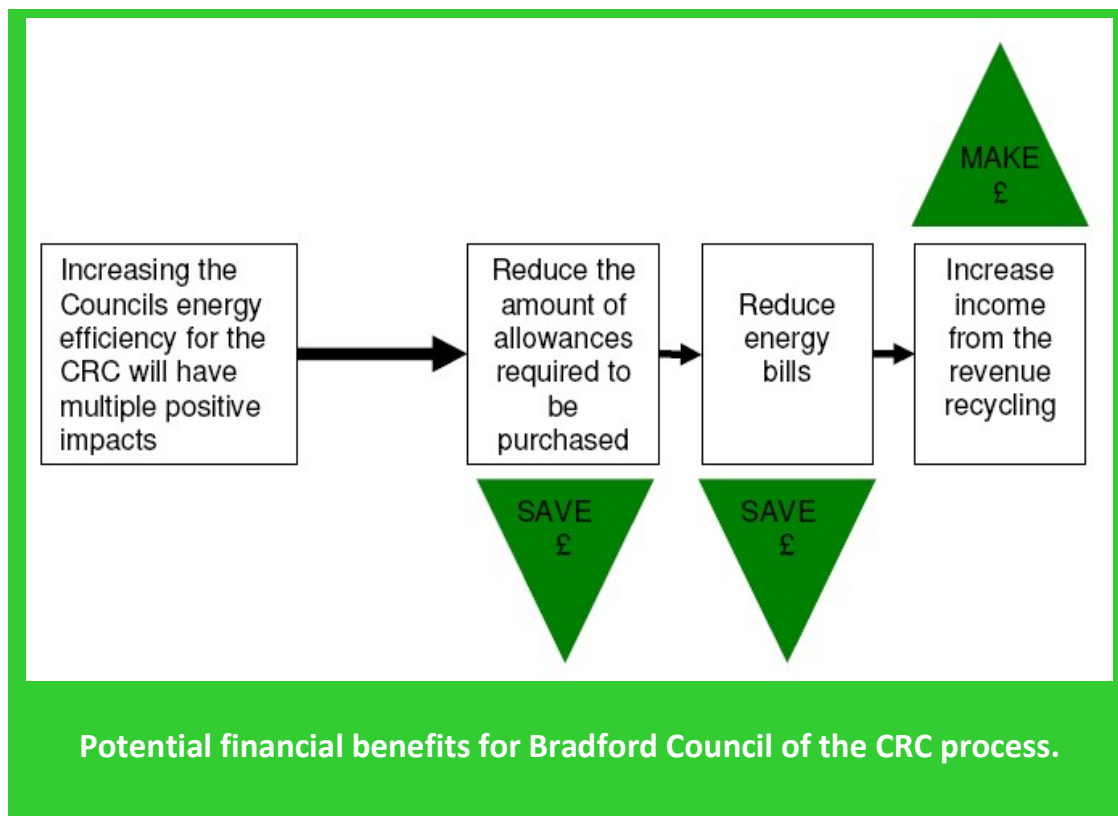 MAKE
£
Increasing the
Councils energy
efficiency for the
CRC will have
multiple positive
impacts
Reduce the
amount of
allowances
required to
be
purchased
Reduce
energy
bills
Increase
income
from the
revenue
recycling
SAVE
£
SAVE
£
Potential financial benefits for Bradford Council of the CRC process.